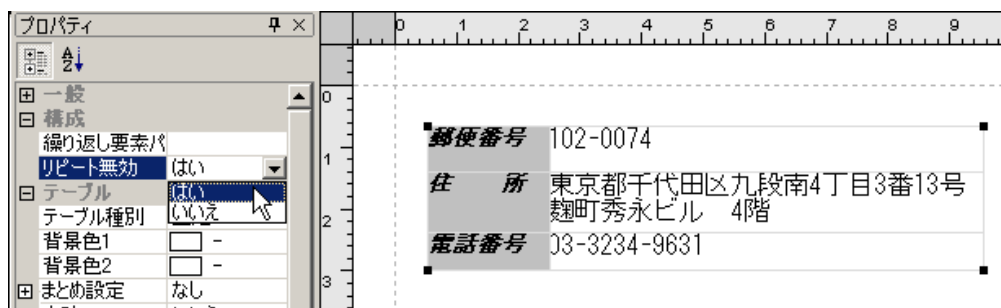 プロパティ
一般
構成
繰り返し要素パ
リピート無効 はい
はい
いいえ
テーブル
テーブル種別
背景色1 -
背景色2 -
まとめ設定 なし
0 1 2 3 4 5 6 7 8 9
0
1
2
3
郵便番号 102-0074
住 所 東京都千代田区九段南4丁目3番13号
麹町秀永ビル 4階
電話番号 03-3234-9631